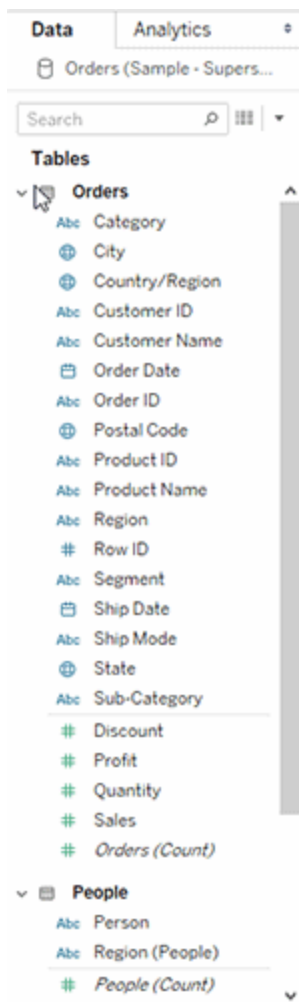 Data Analytics
Orders (Sample - Supers...
Search
Tables
Orders
Abc Category
City
Country/Region
Abc Customer ID
Abc Customer Name
Order Date
Abc Order ID
Postal Code
Abc Product ID
Abc Product Name
Abc Region
# Row ID
Abc Segment
Ship Date
Abc Ship Mode
State
Abc Sub-Category
# Discount
# Profit
# Quantity
# Sales
# Orders (Count)
People
Abc Person
Abc Region (People)
# People (Count)